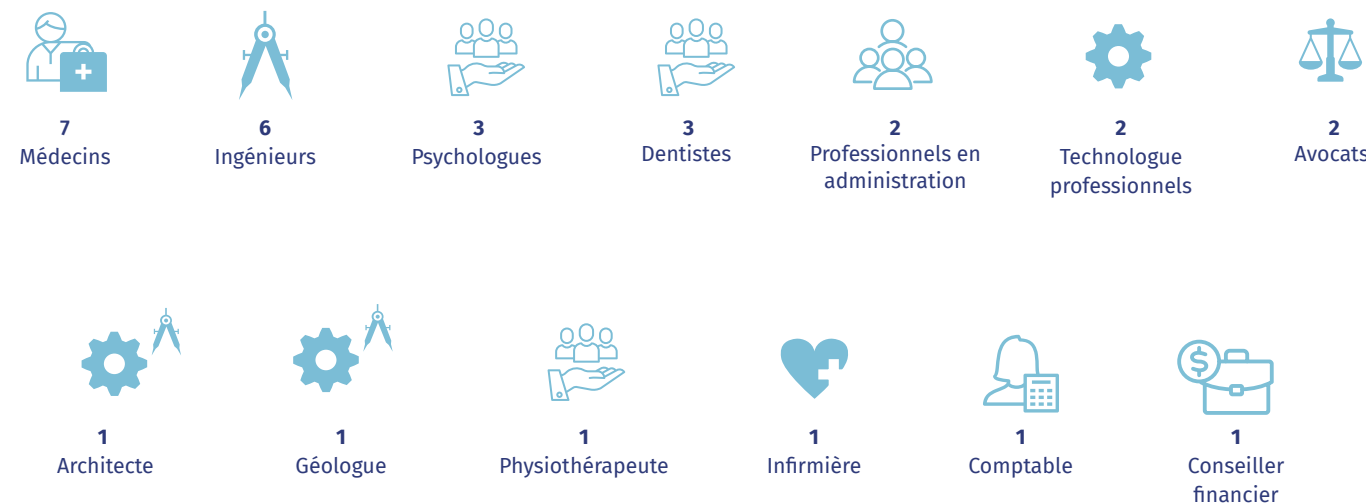 7
Médecins
6
Ingénieurs
3
Psychologues
3
Dentistes
2
Professionnels en
administration
2
Technologue
professionnels
2
Avocats
1
Architecte
1
Géologue
1
Physiothérapeute
1
Infirmière
1
Comptable
$
1
Conseiller
financier